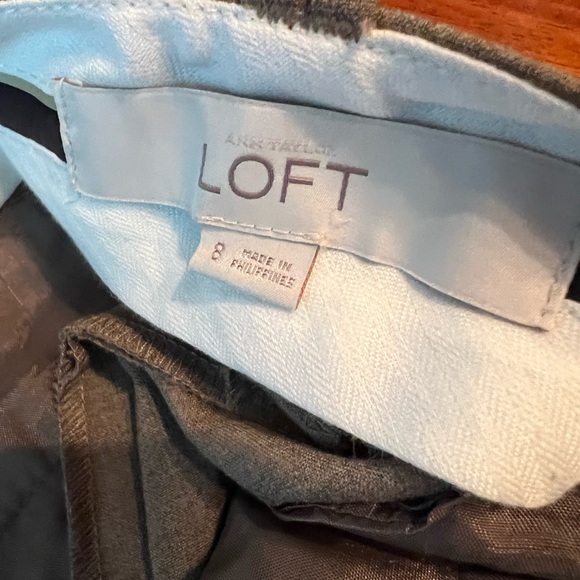 ANN TAYLOR
LOFT
8
MADE IN
PHILIPPINES